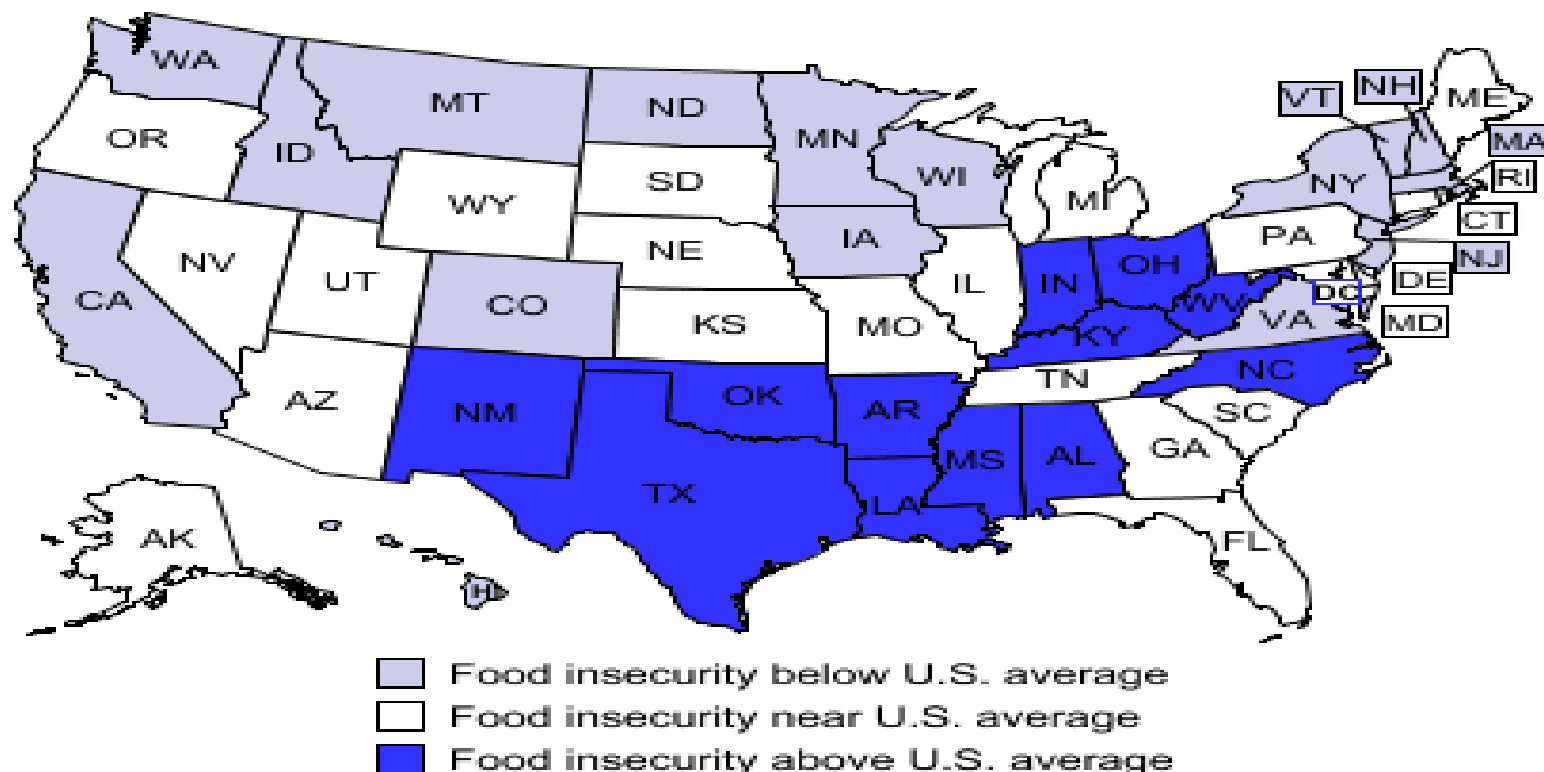 WA
MT
ND
MN
VT
NH
ME
OR
ID
SD
WI
NY
MA
RI
WY
MI
CT
NV
NE
IA
PA
NJ
UT
CO
IL
IN
OH
DE
CA
KS
MO
WV
DC
VA
MD
KY
AZ
NM
OK
AR
TN
NC
SC
MS
AL
GA
TX
LA
AK
FL
H
Food insecurity below U.S. average
Food insecurity near U.S. average
Food insecurity above U.S. average